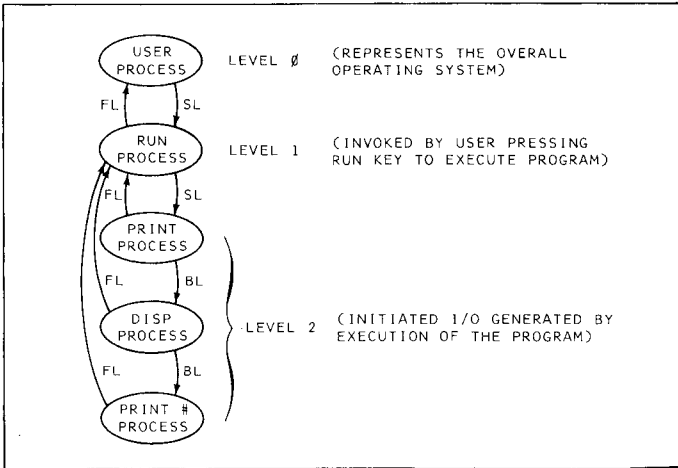 USER PROCESS
LEVEL Ø
(REPRESENTS THE OVERALL
OPERATING SYSTEM)
FL
SL
RUN PROCESS
LEVEL 1
(INVOKED BY USER PRESSING
RUN KEY TO EXECUTE PROGRAM)
FL
SL
PRINT PROCESS
FL
BL
DISP PROCESS
LEVEL 2
(INITIATED I/O GENERATED BY
EXECUTION OF THE PROGRAM)
FL
BL
PRINT # PROCESS